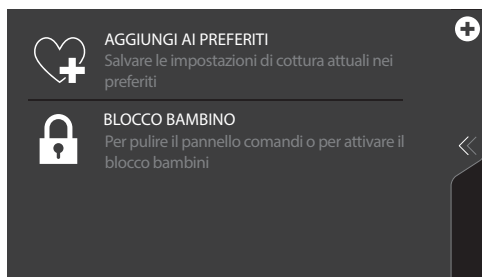 AGGIUNGI AI PREFERITI
Salvare le impostazioni di cottura attuali nei
preferiti
BLOCCO BAMBINO
Per pulire il pannello comandi o per attivare il
blocco bambini